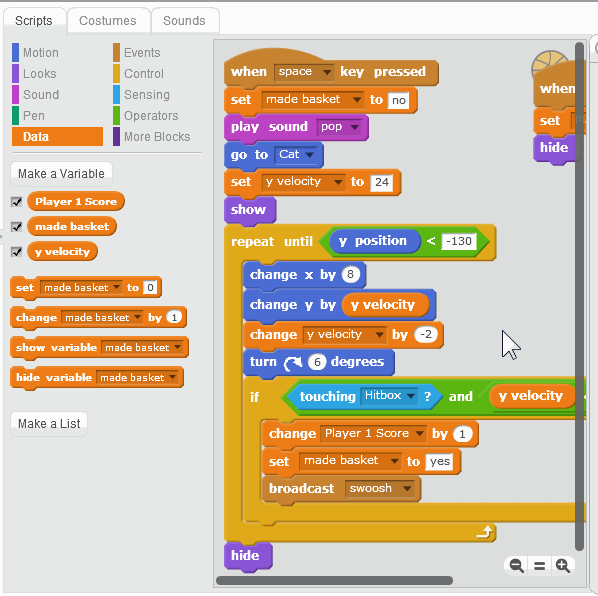 Scripts Costumes Sounds
Motion Events
Looks Control
Sound Sensing
Pen Operators
Data More Blocks
Make a Variable
Player 1 Score
made basket
y velocity
set made basket to 0
change made basket by 1
show variable made basket
hide variable made basket
Make a List
when space key pressed
set made basket to no
play sound pop
go to Cat
set y velocity to 24
show
repeat until y position < -130
change x by 8
change y by y velocity
change y velocity by -2
turn 6 degrees
if touching Hitbox ? and y velocity <
change Player 1 Score by 1
set made basket to yes
broadcast swoosh
hide
when
set
hide